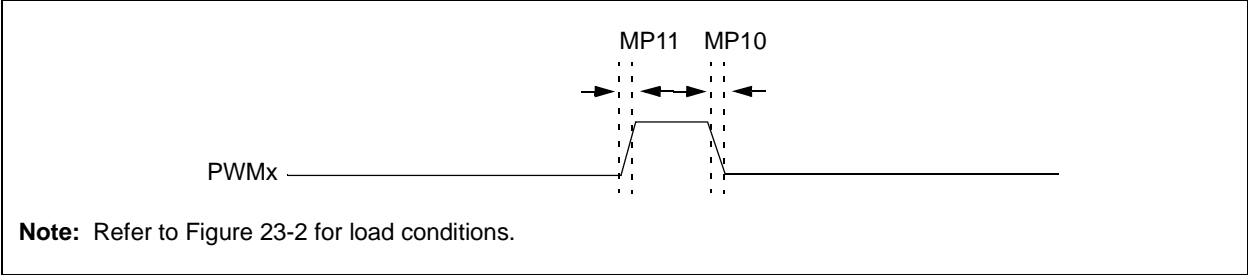 MP11 MP10
PWMx
Note: Refer to Figure 23-2 for load conditions.